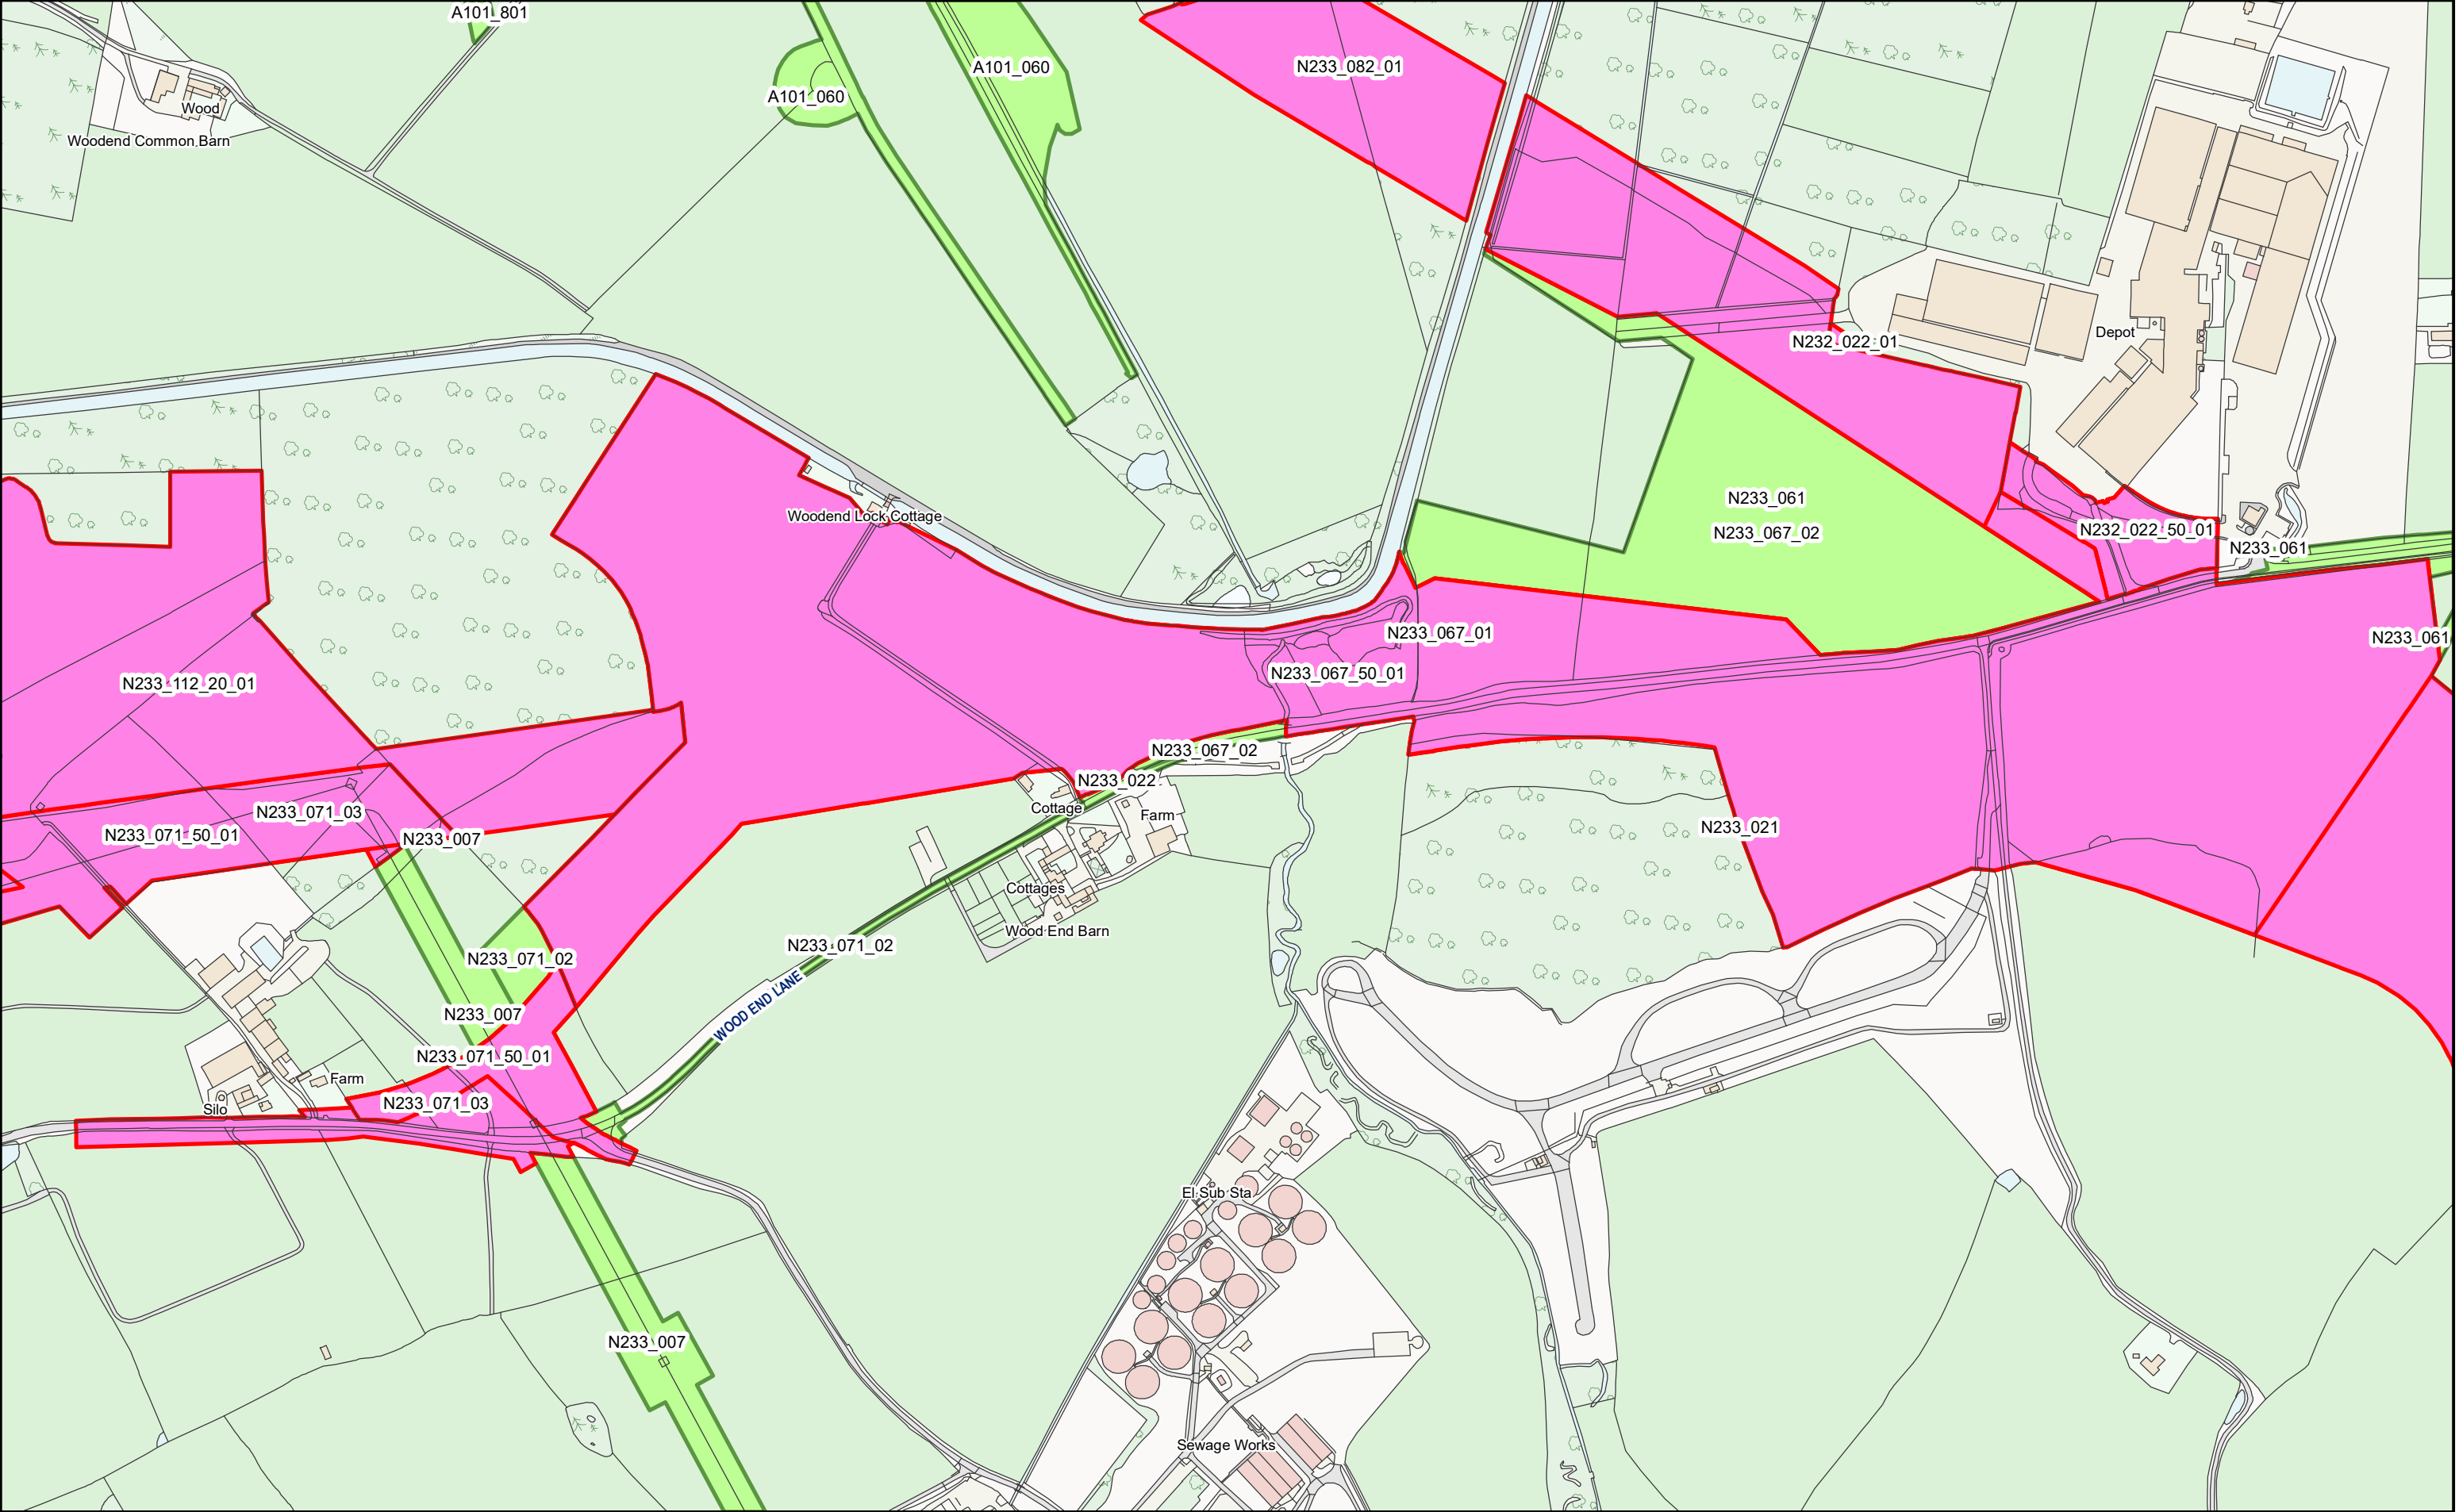 A101_801
A101_060
N233_082_01
A101_060
Wood
Woodend Common Barn
Depot
N232_022_01
N233_061
Woodend Lock Cottage
N233_067_02
N232_022_50_01
N233_061
N233_067_01
N233_061
N233_067_50_01
N233_112_20_01
N233_067_02
N233_022
Cottage
N233_071_03
Farm
N233_021
N233_071_50_01
N233_007
Cottages
Wood End Barn
N233_071_02
N233_071_02
WOOD END LANE
N233_007
N233_071_50_01
Farm
N233_071_03
Silo
El Sub Sta
N233_007
Sewage Works